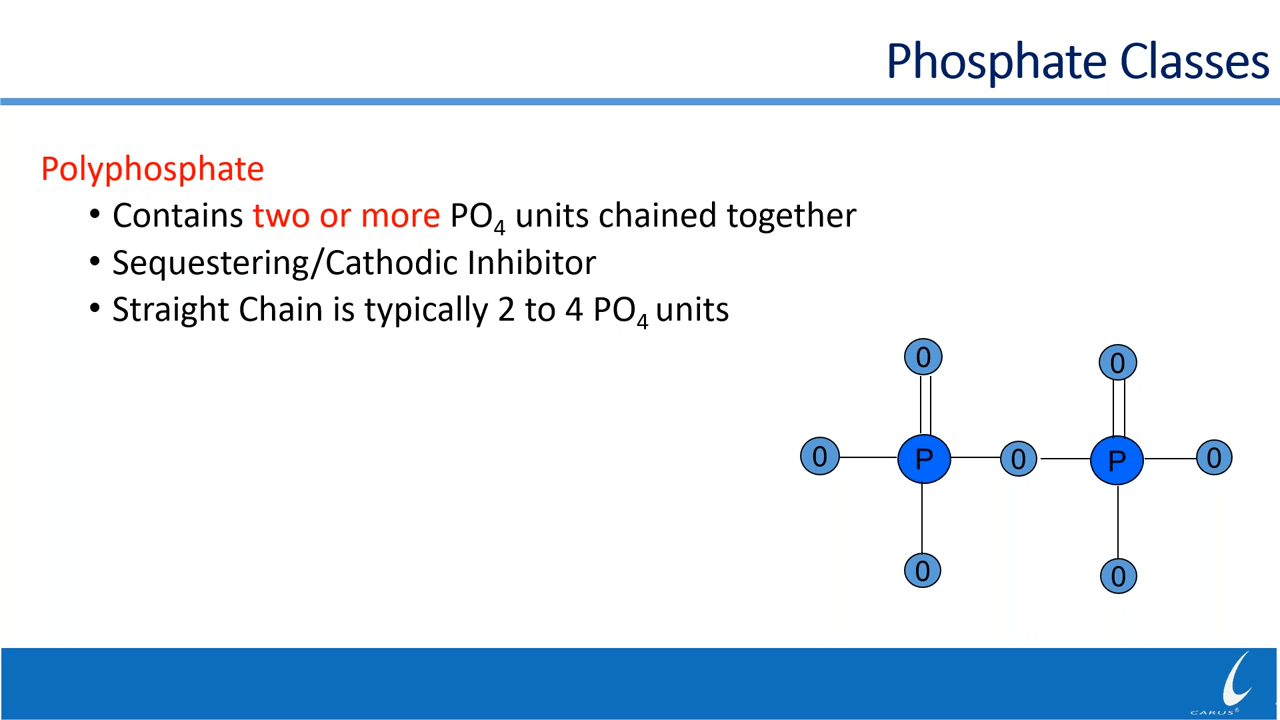 Phosphate Classes
Polyphosphate
• Contains two or more PO₄ units chained together
• Sequestering/Cathodic Inhibitor
• Straight Chain is typically 2 to 4 PO₄ units
0 0
0 P 0 P 0
0 0
CARUS®